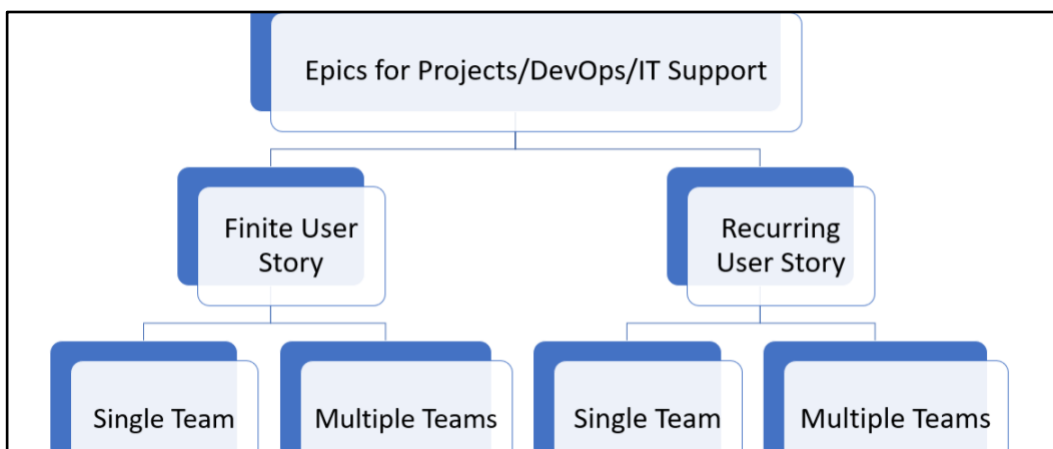 Epics for Projects/DevOps/IT Support
Finite User
Story
Recurring
User Story
Single Team
Multiple Teams
Single Team
Multiple Teams